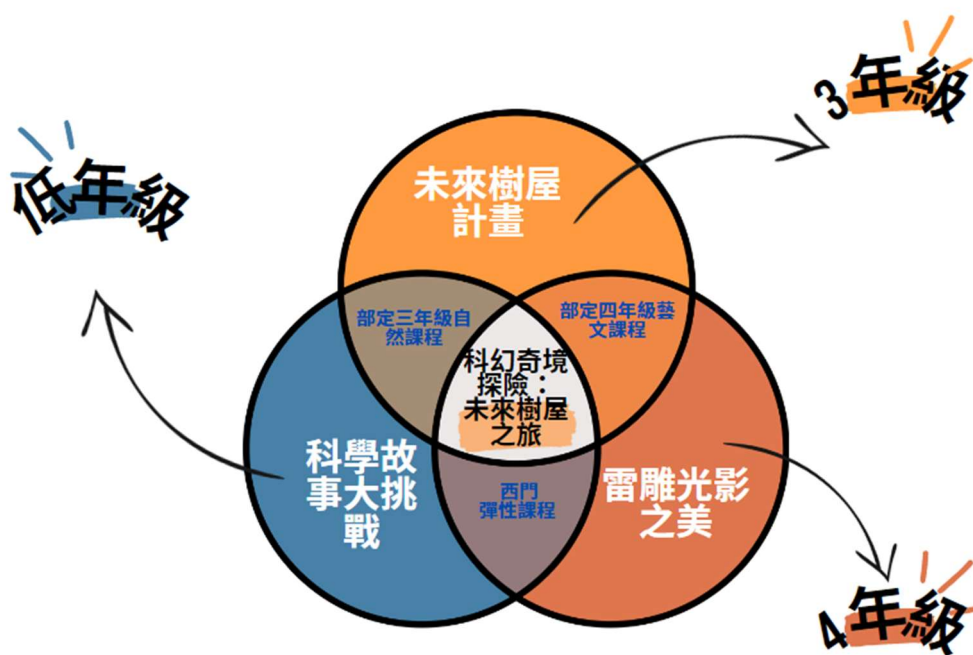 3年級
低年級
未來樹屋
計畫
部定三年級自
然課程
部定四年級藝
文課程
科幻奇境
探險：
未來樹屋
之旅
科學故
事大挑
戰
西門
彈性課程
雷雕光影
之美
4年級